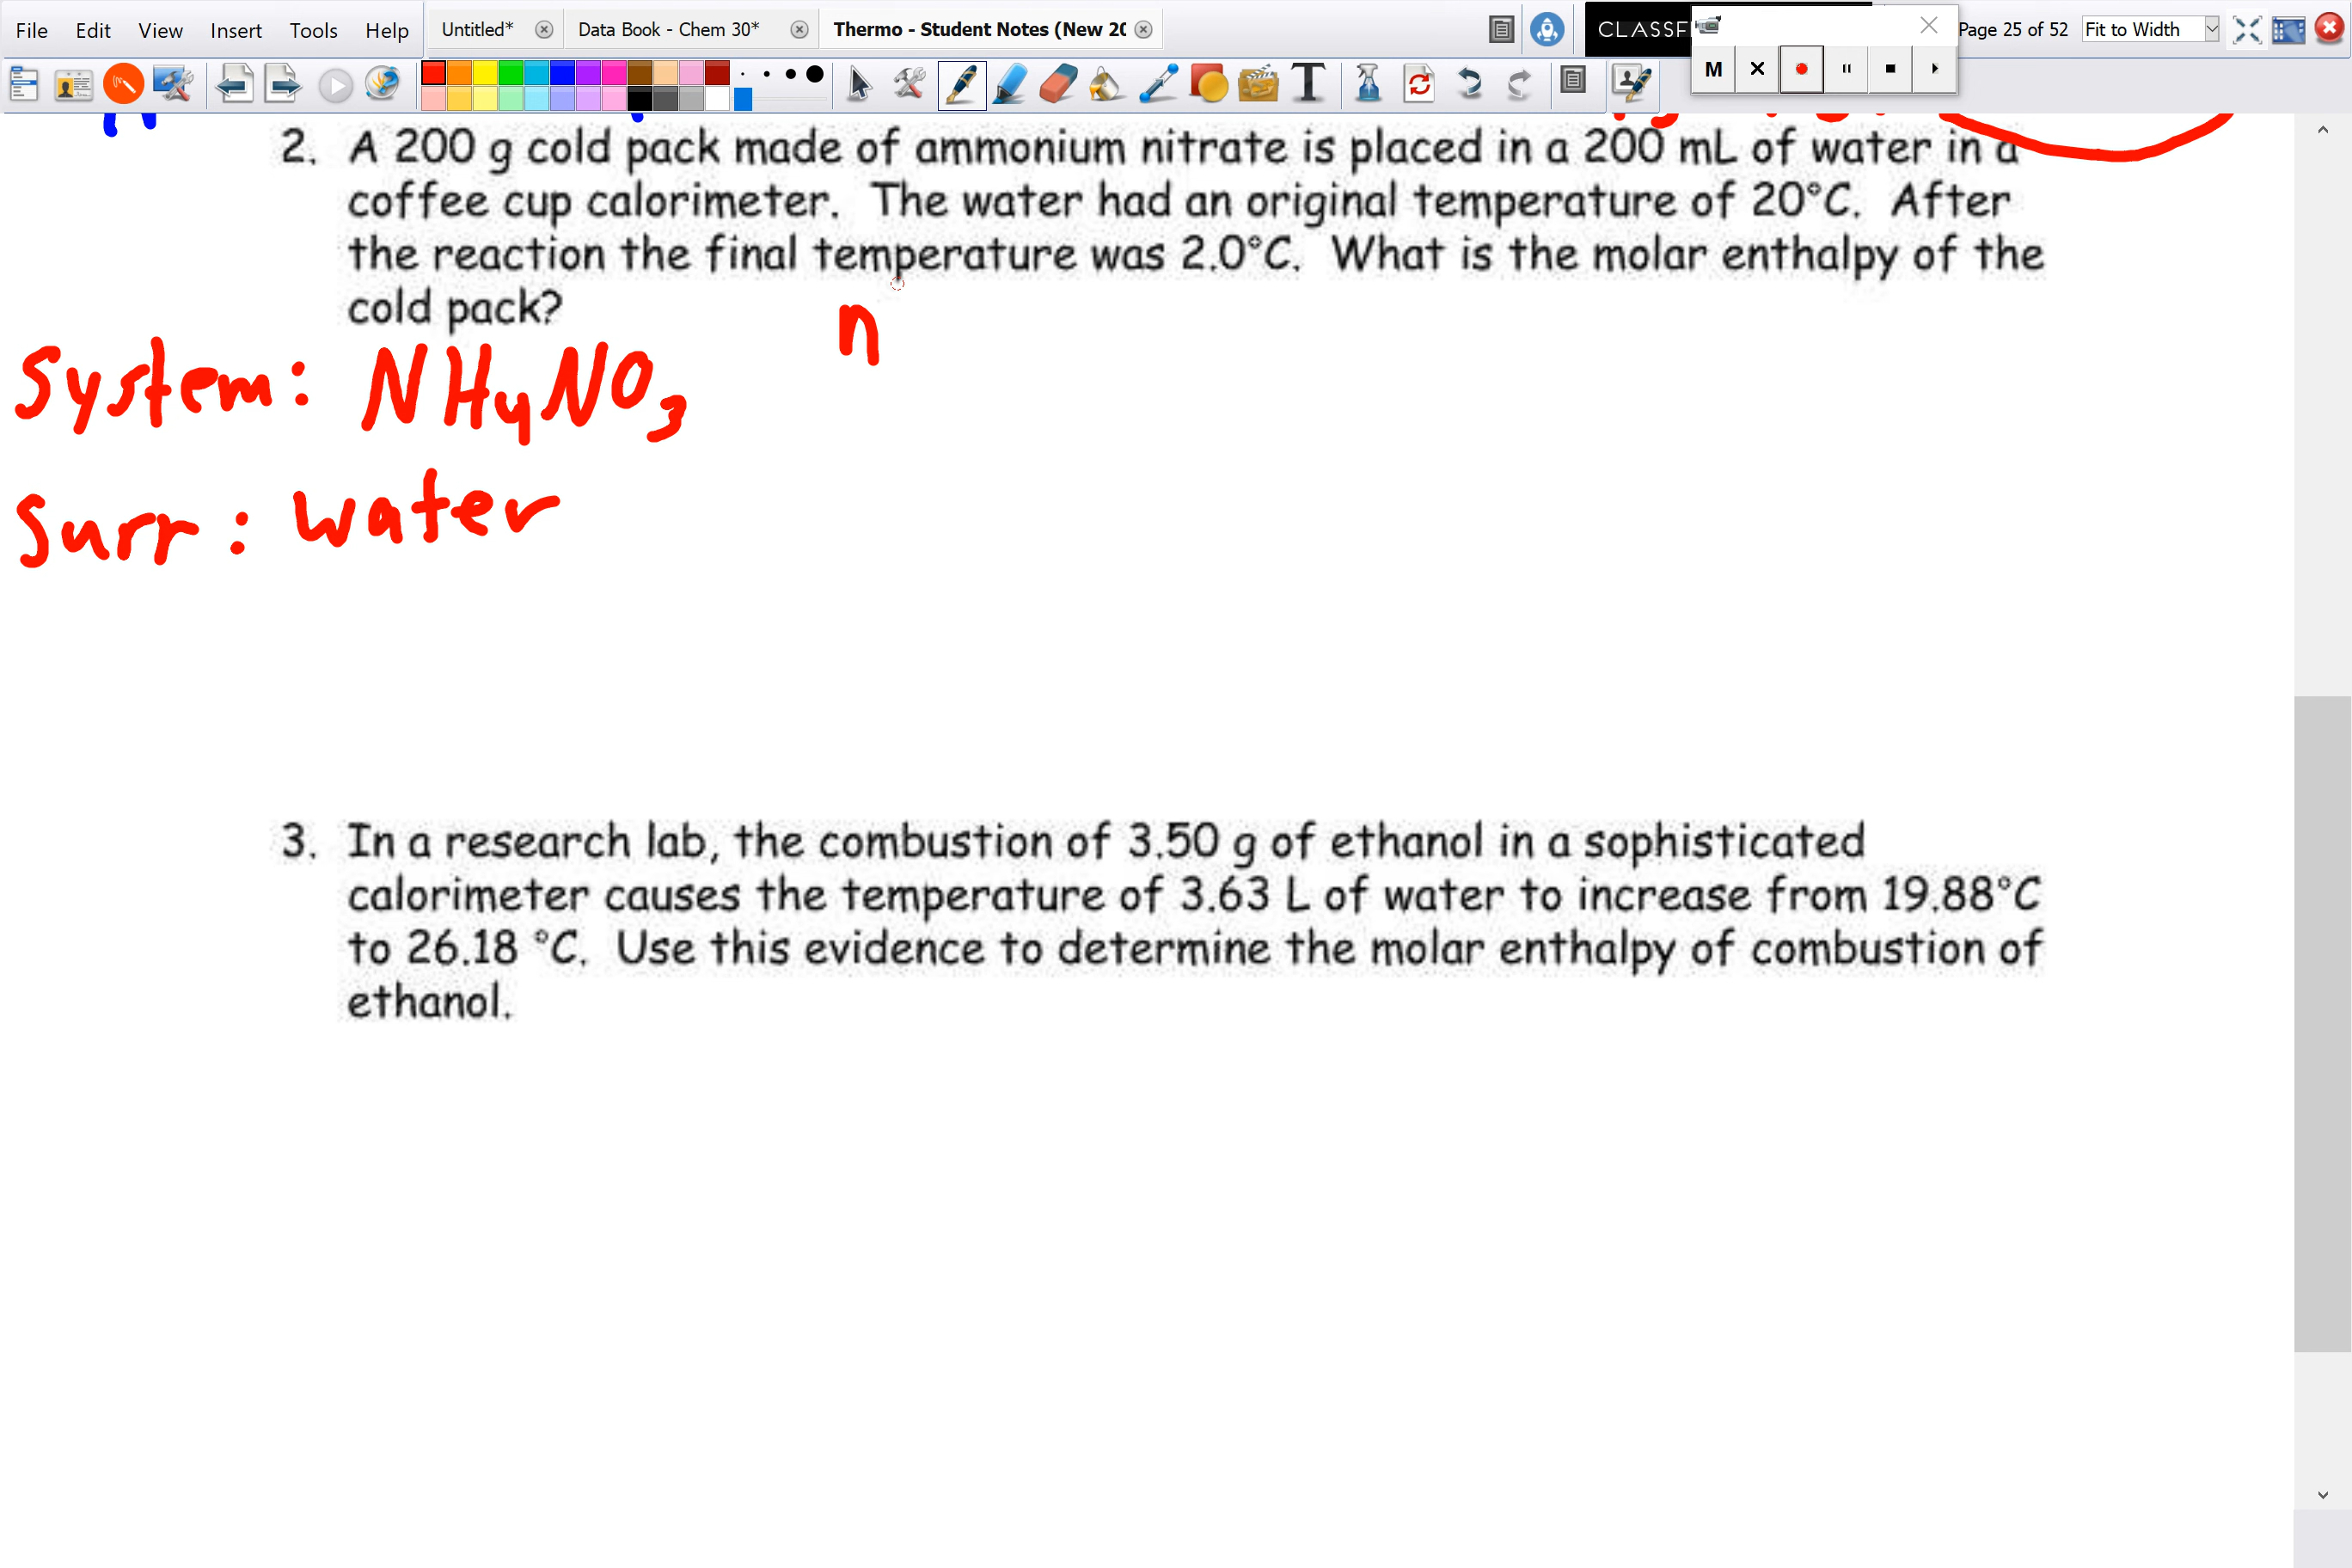 File Edit View Insert Tools Help Untitled* Data Book - Chem 30* Thermo - Student Notes (New 20 CLASSF Page 25 of 52 Fit to Width
M
2. A 200 g cold pack made of ammonium nitrate is placed in a 200 mL of water in a
coffee cup calorimeter. The water had an original temperature of 20°C. After
the reaction the final temperature was 2.0°C. What is the molar enthalpy of the
cold pack?
n
System: NH4NO3
Surr: water
3. In a research lab, the combustion of 3.50 g of ethanol in a sophisticated
calorimeter causes the temperature of 3.63 L of water to increase from 19.88°C
to 26.18 °C. Use this evidence to determine the molar enthalpy of combustion of
ethanol.